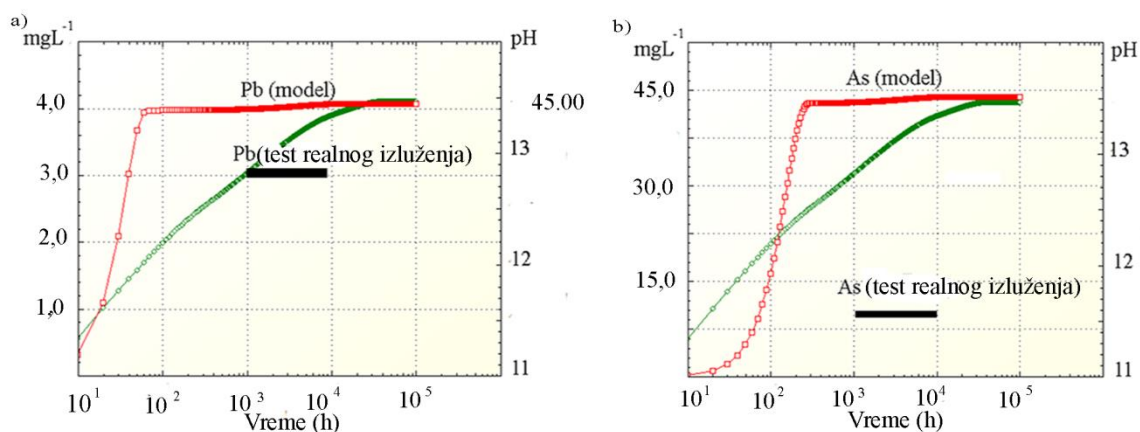 a)
mgL⁻¹
pH
Pb (model)
4,0
45.00
Pb(test realnog izluženja)
13
3,0
2,0
12
1,0
11
10¹ 10² 10³ 10⁴ 10⁵
Vreme (h)
b)
mgL⁻¹
pH
As (model)
45,0
13
30,0
12
15,0
As (test realnog izluženja)
11
10¹ 10² 10³ 10⁴ 10⁵
Vreme (h)